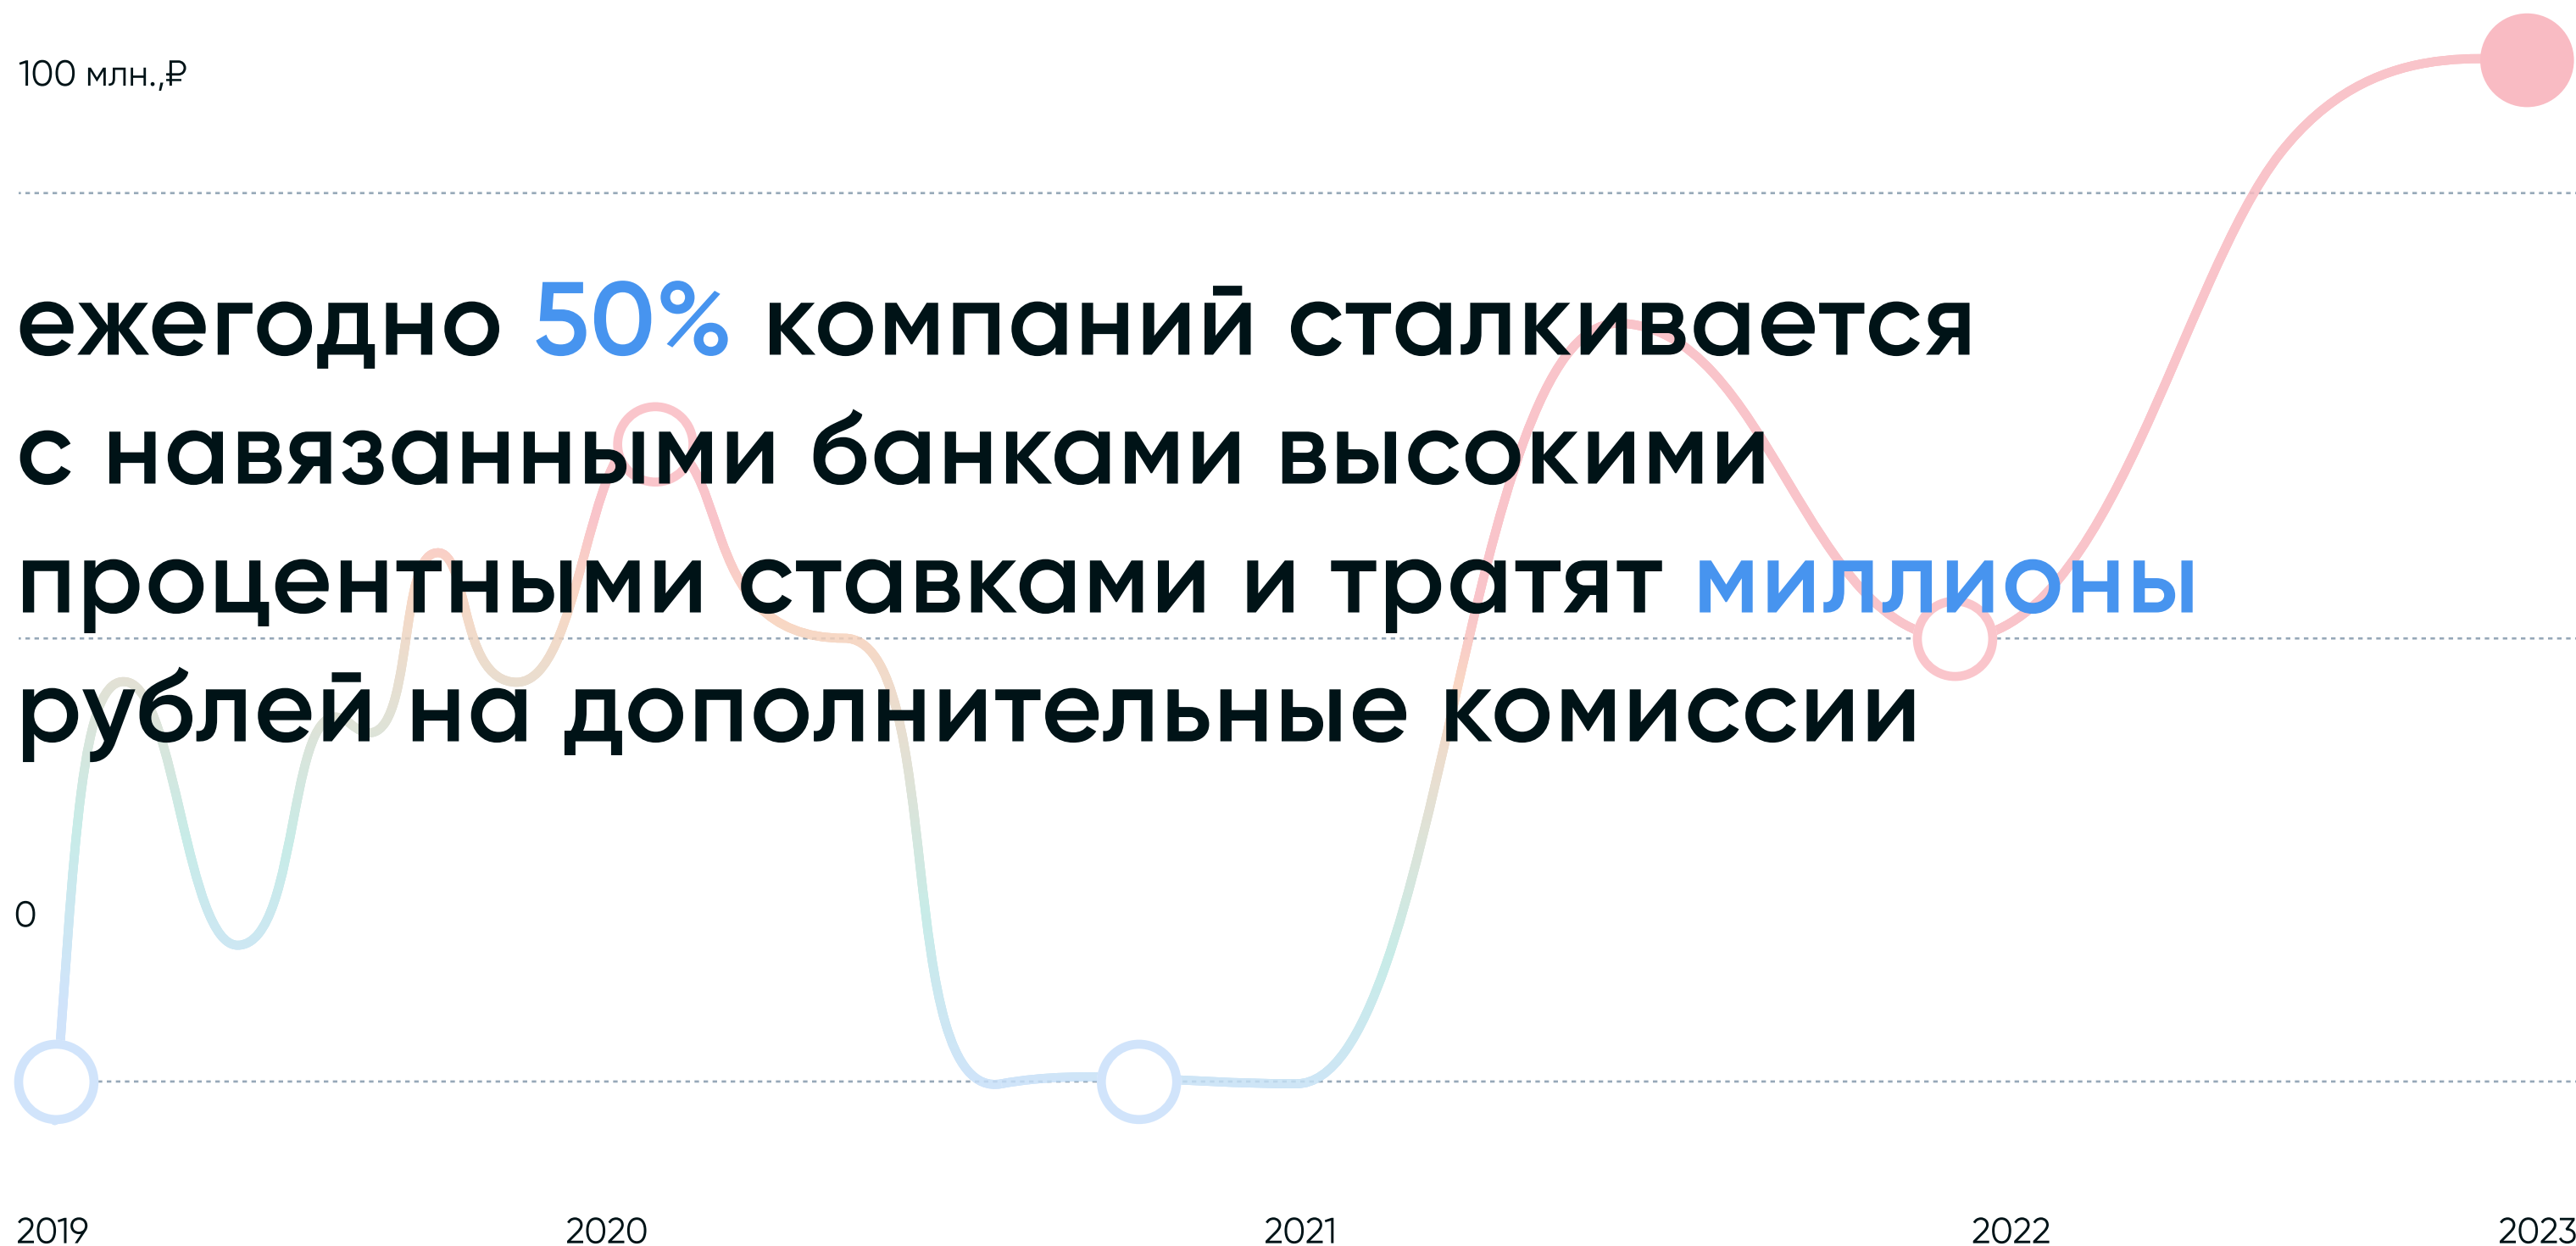 100 млн.,₽
ежегодно 50% компаний сталкивается
с навязанными банками высокими
процентными ставками и тратят миллионы
рублей на дополнительные комиссии
0
2019 2020 2021 2022 2023